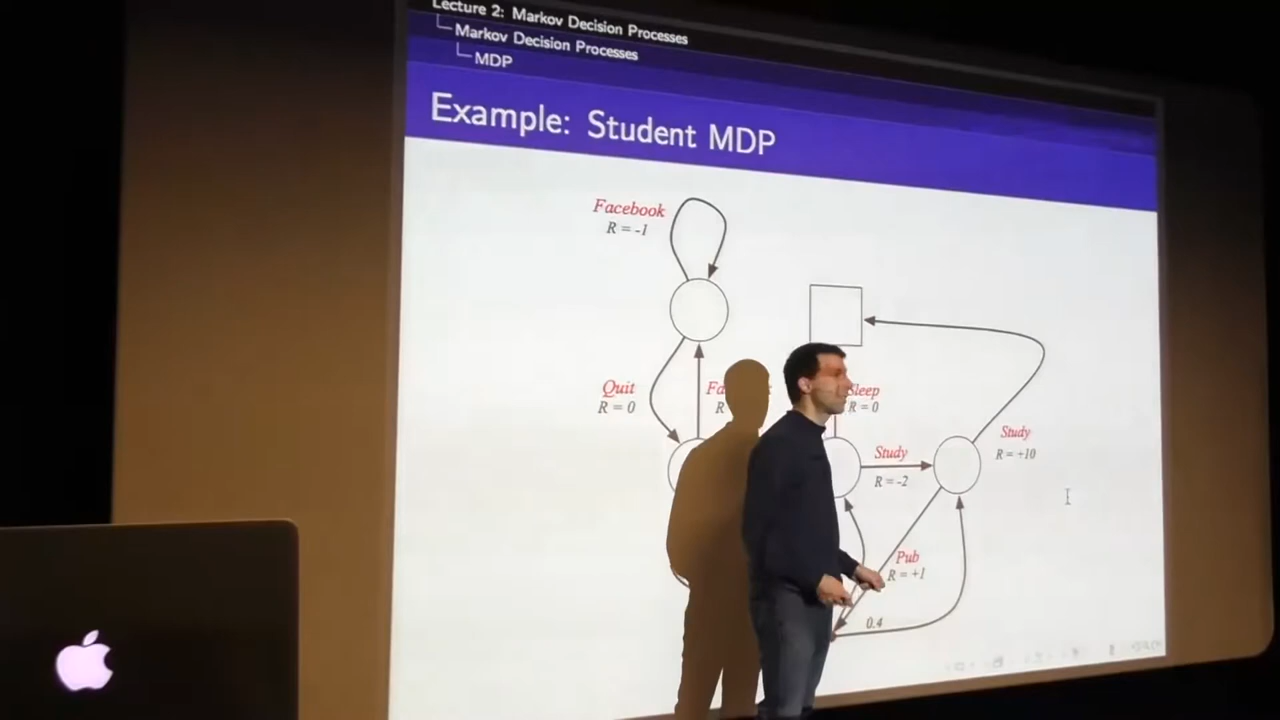 Lecture 2: Markov Decision Processes
Markov Decision Processes
MDP
Example: Student MDP
Facebook
R = -1
Quit
R = 0
R
Sleep
R = 0
Study
R = -2
Study
R = +10
Pub
R = +1
0.4